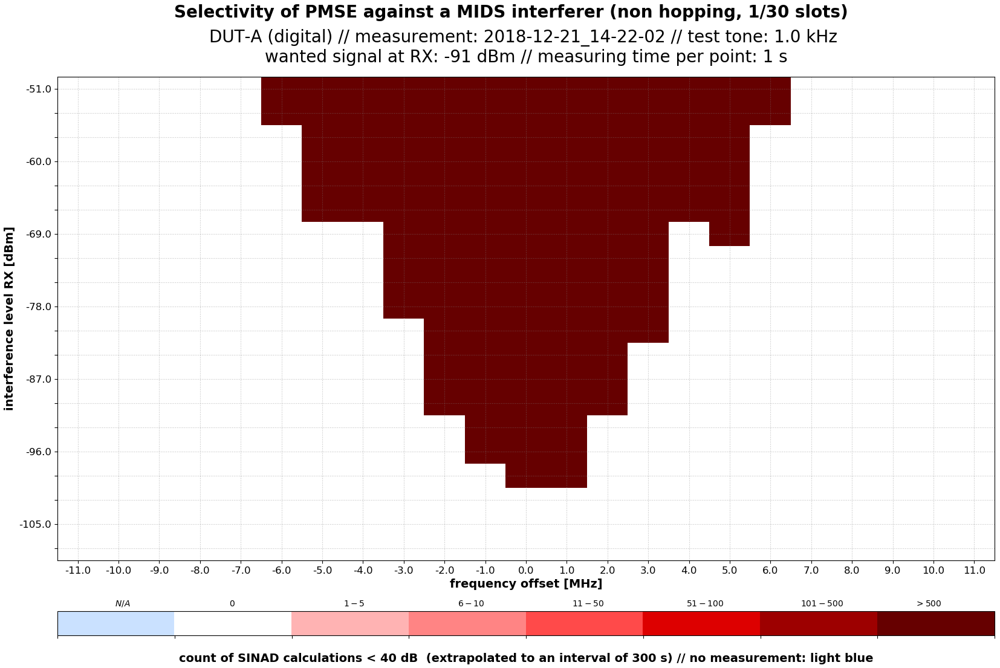 Selectivity of PMSE against a MIDS interferer (non hopping, 1/30 slots)
DUT-A (digital) // measurement: 2018-12-21_14-22-02 // test tone: 1.0 kHz
wanted signal at RX: -91 dBm // measuring time per point: 1 s
interference level RX [dBm]
-51.0
-60.0
-69.0
-78.0
-87.0
-96.0
-105.0
-11.0 -10.0 -9.0 -8.0 -7.0 -6.0 -5.0 -4.0 -3.0 -2.0 -1.0 0.0 1.0 2.0 3.0 4.0 5.0 6.0 7.0 8.0 9.0 10.0 11.0
frequency offset [MHz]
N/A 0 1 − 5 6 − 10 11 − 50 51 − 100 101 − 500 > 500
count of SINAD calculations < 40 dB  (extrapolated to an interval of 300 s) // no measurement: light blue